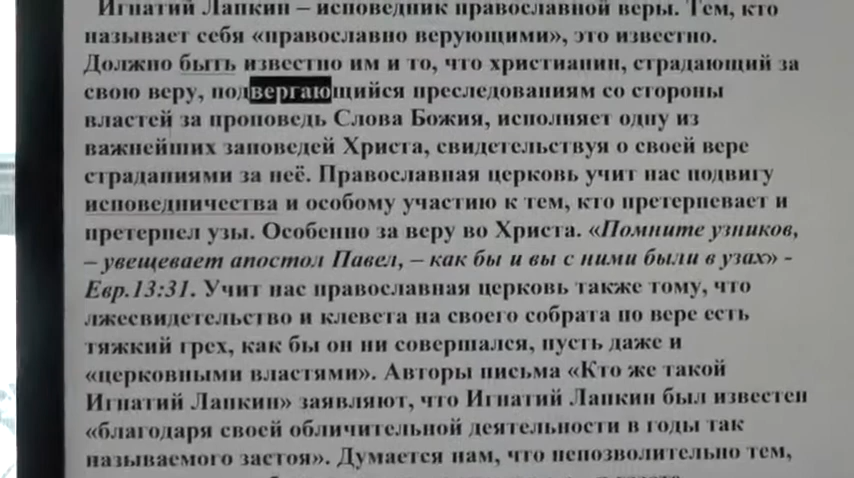 Игнатий Лапкин – исповедник православной веры. Тем, кто
называет себя «православно верующими», это известно.
Должно быть известно им и то, что христианин, страдающий за
свою веру, подвергающийся преследованиям со стороны
властей за проповедь Слова Божия, исполняет одну из
важнейших заповедей Христа, свидетельствуя о своей вере
страданиями за неё. Православная церковь учит нас подвигу
исповедничества и особому участию к тем, кто претерпевает и
претерпел узы. Особенно за веру во Христа. «Помните узников,
– увещевает апостол Павел, – как бы и вы с ними были в узах» -
Евр.13:31. Учит нас православная церковь также тому, что
лжесвидетельство и клевета на своего собрата по вере есть
тяжкий грех, как бы он ни совершался, пусть даже и
«церковными властями». Авторы письма «Кто же такой
Игнатий Лапкин» заявляют, что Игнатий Лапкин был известен
«благодаря своей обличительной деятельности в годы так
называемого застоя». Думается нам, что непозволительно тем,